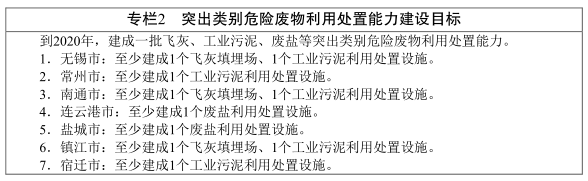 专栏2 突出类别危险废物利用处置能力建设目标
到2020年，建成一批飞灰、工业污泥、废盐等突出类别危险废物利用处置能力。
1．无锡市：至少建成1个飞灰填埋场、1个工业污泥利用处置设施。
2．常州市：至少建成1个工业污泥利用处置设施。
3．南通市：至少建成1个飞灰填埋场、1个工业污泥利用处置设施。
4．连云港市：至少建成1个废盐利用处置设施。
5．盐城市：至少建成1个废盐利用处置设施。
6．镇江市：至少建成1个飞灰填埋场、1个工业污泥利用处置设施。
7．宿迁市：至少建成1个工业污泥利用处置设施。